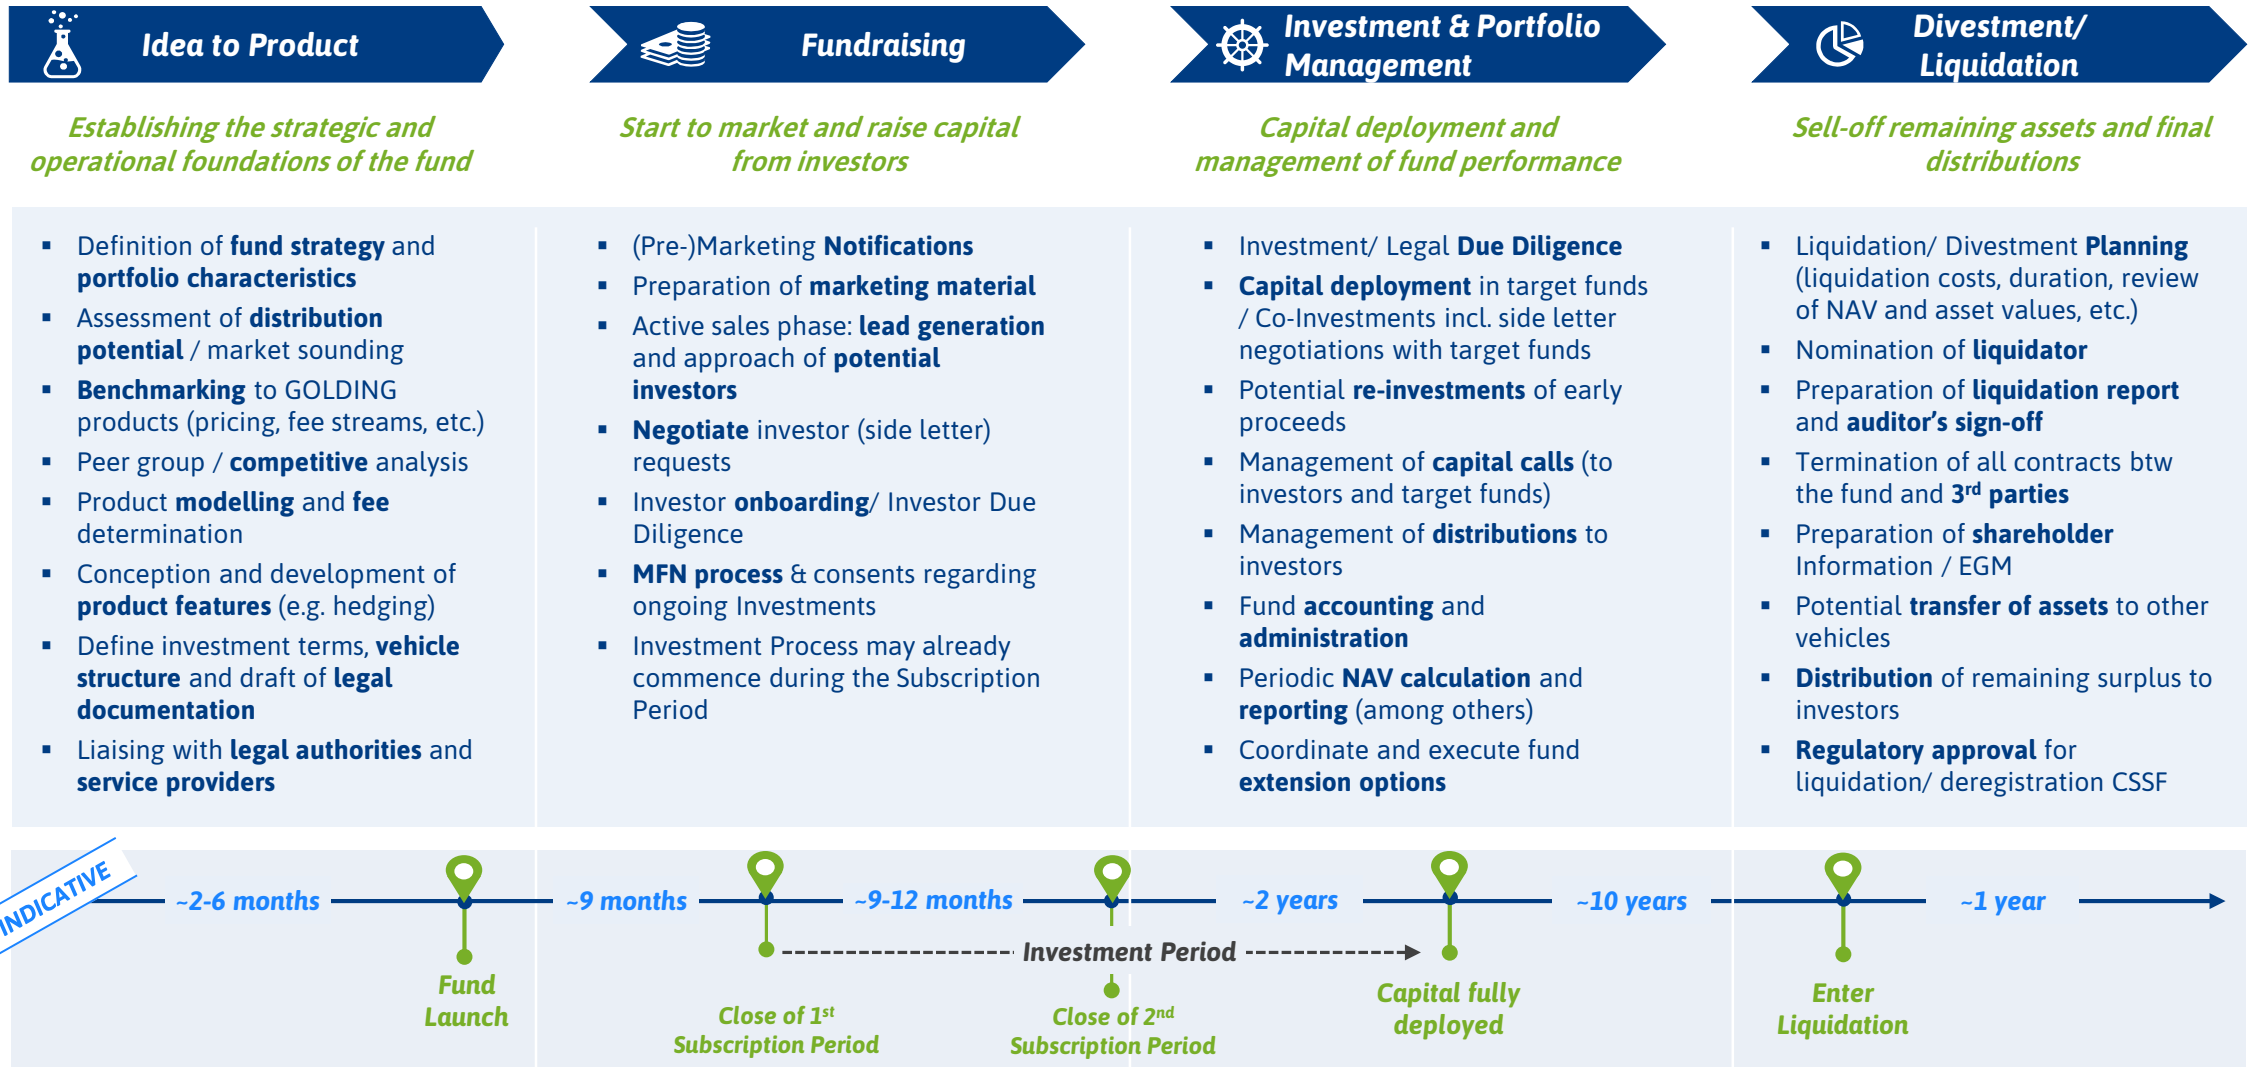 Idea to Product
Establishing the strategic and
operational foundations of the fund
▪ Definition of fund strategy and
portfolio characteristics
▪ Assessment of distribution
potential / market sounding
▪ Benchmarking to GOLDING
products (pricing, fee streams, etc.)
▪ Peer group / competitive analysis
▪ Product modelling and fee
determination
▪ Conception and development of
product features (e.g. hedging)
▪ Define investment terms, vehicle
structure and draft of legal
documentation
▪ Liaising with legal authorities and
service providers
Fundraising
Start to market and raise capital
from investors
▪ (Pre-)Marketing Notifications
▪ Preparation of marketing material
▪ Active sales phase: lead generation
and approach of potential
investors
▪ Negotiate investor (side letter)
requests
▪ Investor onboarding/ Investor Due
Diligence
▪ MFN process & consents regarding
ongoing Investments
▪ Investment Process may already
commence during the Subscription
Period
Investment & Portfolio
Management
Capital deployment and
management of fund performance
▪ Investment/ Legal Due Diligence
▪ Capital deployment in target funds
/ Co-Investments incl. side letter
negotiations with target funds
▪ Potential re-investments of early
proceeds
▪ Management of capital calls (to
investors and target funds)
▪ Management of distributions to
investors
▪ Fund accounting and
administration
▪ Periodic NAV calculation and
reporting (among others)
▪ Coordinate and execute fund
extension options
Divestment/
Liquidation
Sell-off remaining assets and final
distributions
▪ Liquidation/ Divestment Planning
(liquidation costs, duration, review
of NAV and asset values, etc.)
▪ Nomination of liquidator
▪ Preparation of liquidation report
and auditor’s sign-off
▪ Termination of all contracts btw
the fund and 3rd parties
▪ Preparation of shareholder
Information / EGM
▪ Potential transfer of assets to other
vehicles
▪ Distribution of remaining surplus to
investors
▪ Regulatory approval for
liquidation/ deregistration CSSF
INDICATIVE
~2-6 months
~9 months
~9-12 months
~2 years
~10 years
~1 year
Investment Period
Fund
Launch
Close of 1st
Subscription Period
Close of 2nd
Subscription Period
Capital fully
deployed
Enter
Liquidation